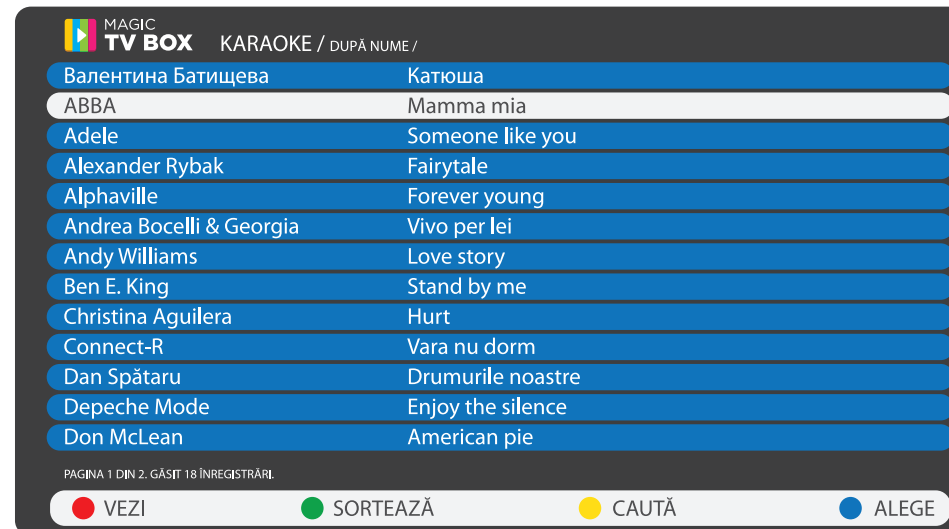 MAGIC
TV BOX KARAOKE / DUPĂ NUME /
Валентина Батищева Катюша
ABBA Mamma mia
Adele Someone like you
Alexander Rybak Fairytale
Alphaville Forever young
Andrea Bocelli & Georgia Vivo per lei
Andy Williams Love story
Ben E. King Stand by me
Christina Aguilera Hurt
Connect-R Vara nu dorm
Dan Spătaru Drumurile noastre
Depeche Mode Enjoy the silence
Don McLean American pie
PAGINA 1 DIN 2. GĂSIT 18 ÎNREGISTRĂRI.
VEZI SORTEAZĂ CAUTĂ ALEGE